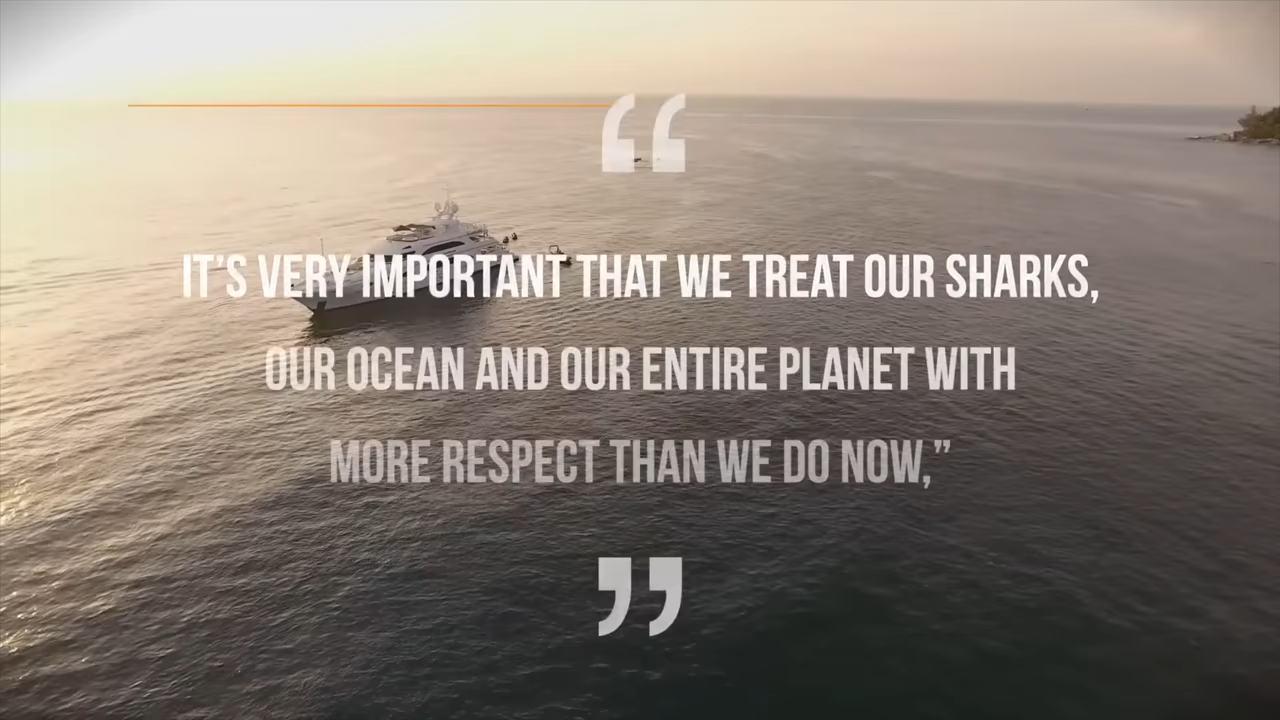 “
IT’S VERY IMPORTANT THAT WE TREAT OUR SHARKS,
OUR OCEAN AND OUR ENTIRE PLANET WITH
MORE RESPECT THAN WE DO NOW,”
”